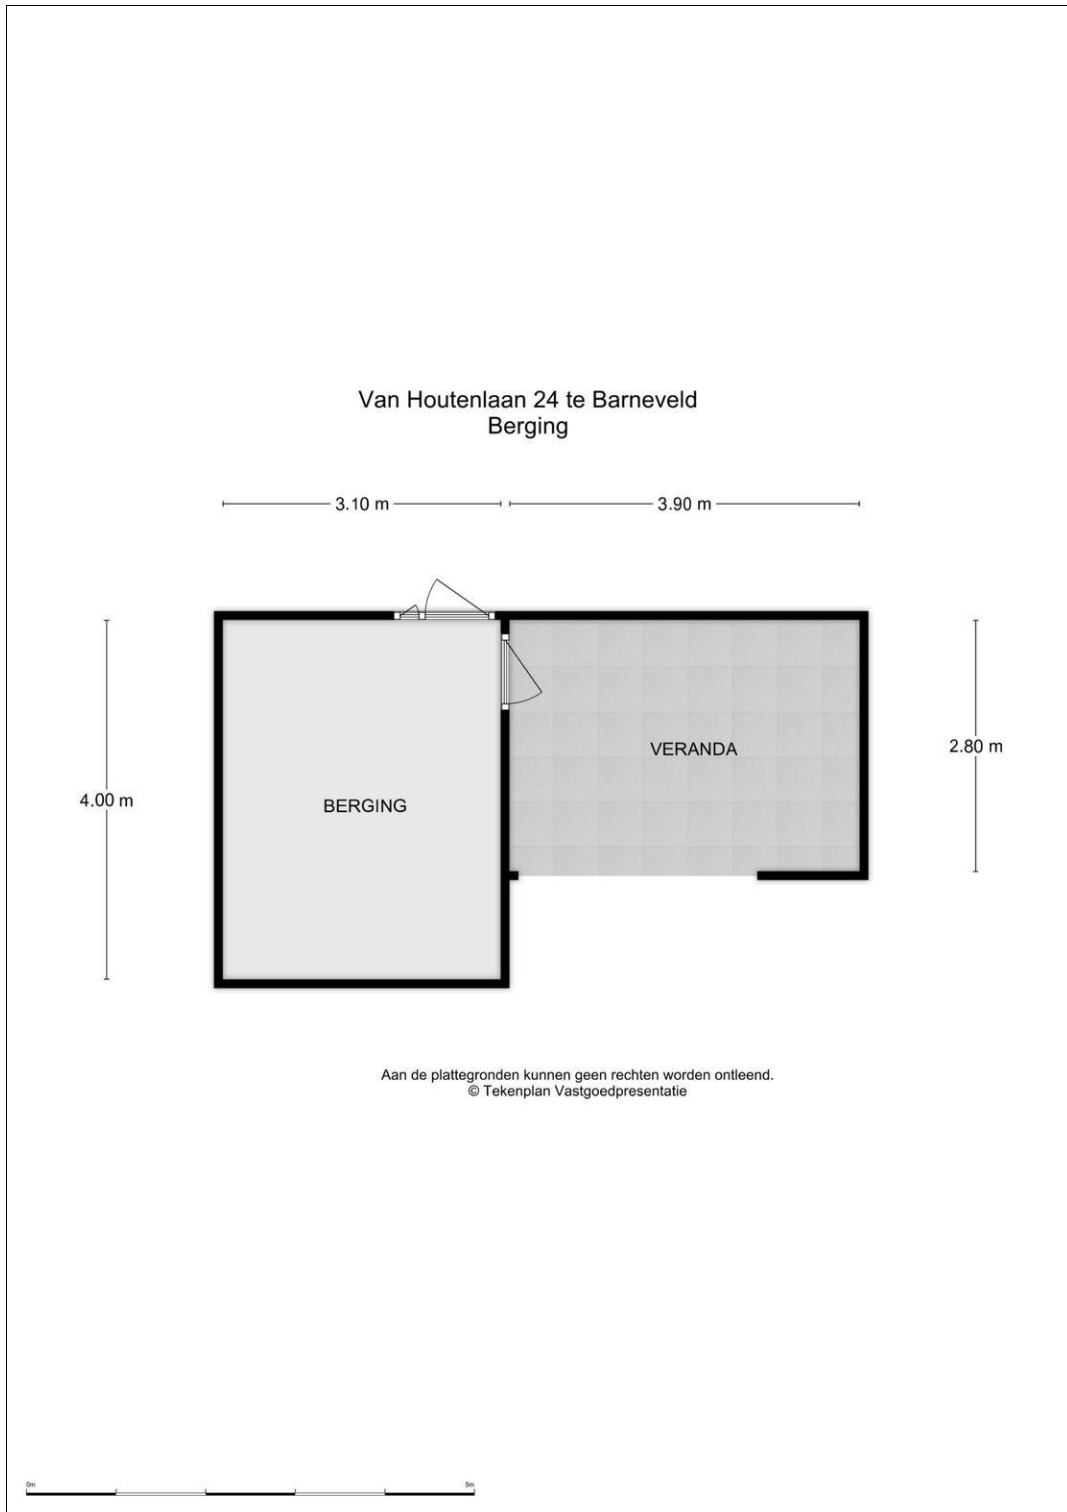 Van Houtenlaan 24 te Barneveld
Berging
3.10 m
3.90 m
4.00 m
2.80 m
VERANDA
BERGING
Aan de plattegronden kunnen geen rechten worden ontleend.
© Tekenplan Vastgoedpresentatie
0m
5m